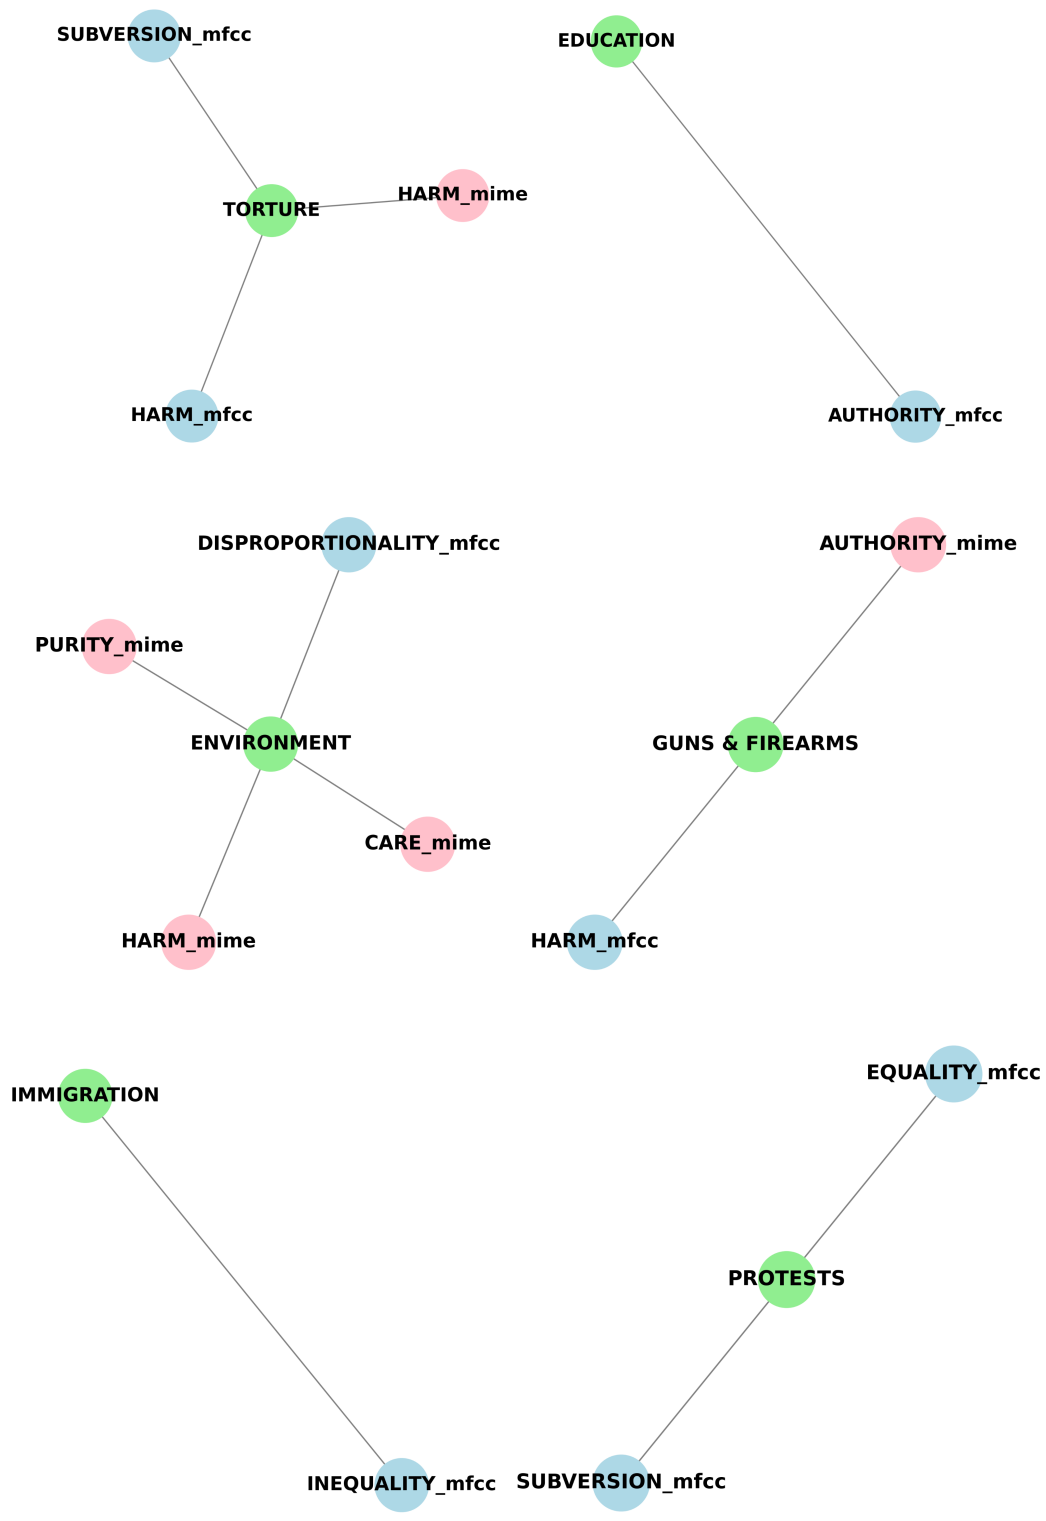 SUBVERSION_mfcc
EDUCATION
HARM_mime
TORTURE
HARM_mfcc
AUTHORITY_mfcc
DISPROPORTIONALITY_mfcc
AUTHORITY_mime
PURITY_mime
ENVIRONMENT
GUNS & FIREARMS
CARE_mime
HARM_mime
HARM_mfcc
EQUALITY_mfcc
IMMIGRATION
PROTESTS
INEQUALITY_mfcc
SUBVERSION_mfcc